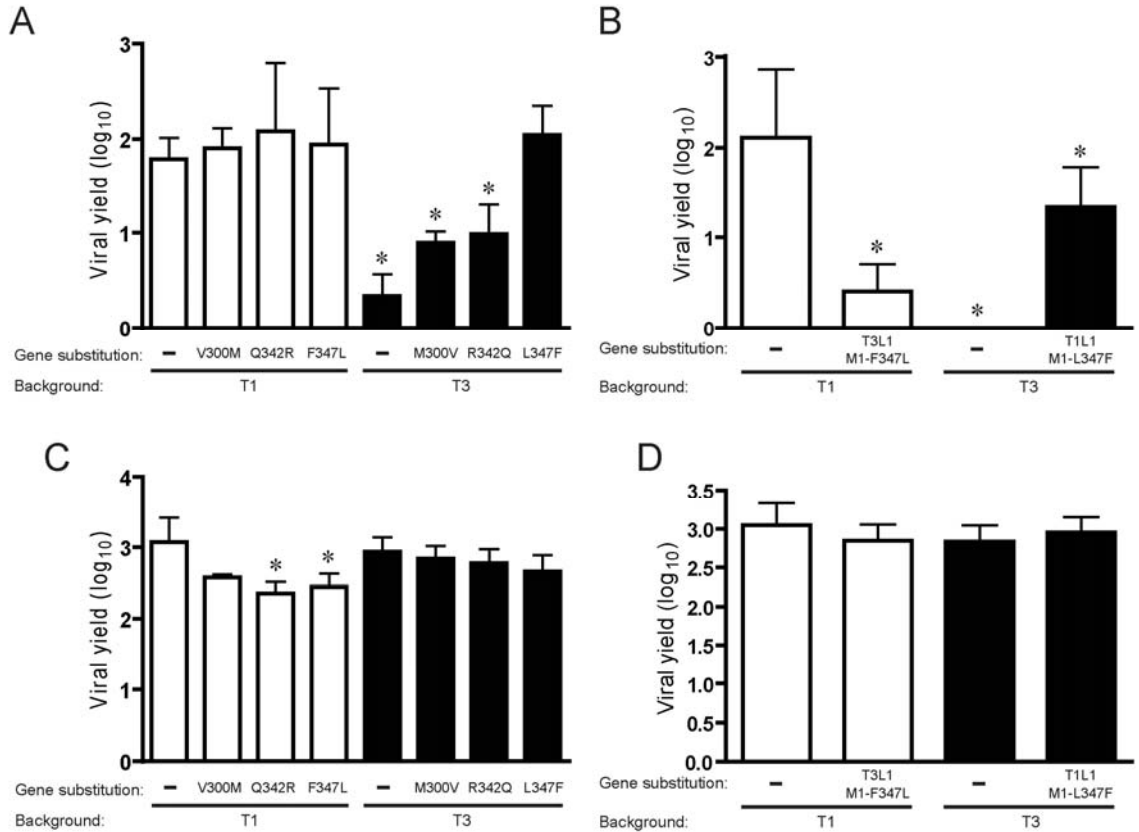 A
Viral yield (log10)
3
2
1
0
* * *
Gene substitution: – V300M Q342R F347L – M300V R342Q L347F
Background: T1 T3
B
Viral yield (log10)
3
2
1
0
* * *
Gene substitution: – T3L1 – T1L1
M1-F347L M1-L347F
Background: T1 T3
C
Viral yield (log10)
4
3
2
1
0
* *
Gene substitution: – V300M Q342R F347L – M300V R342Q L347F
Background: T1 T3
D
Viral yield (log10)
3.5
3.0
2.5
2.0
1.5
1.0
0.5
0.0
Gene substitution: – T3L1 – T1L1
M1-F347L M1-L347F
Background: T1 T3